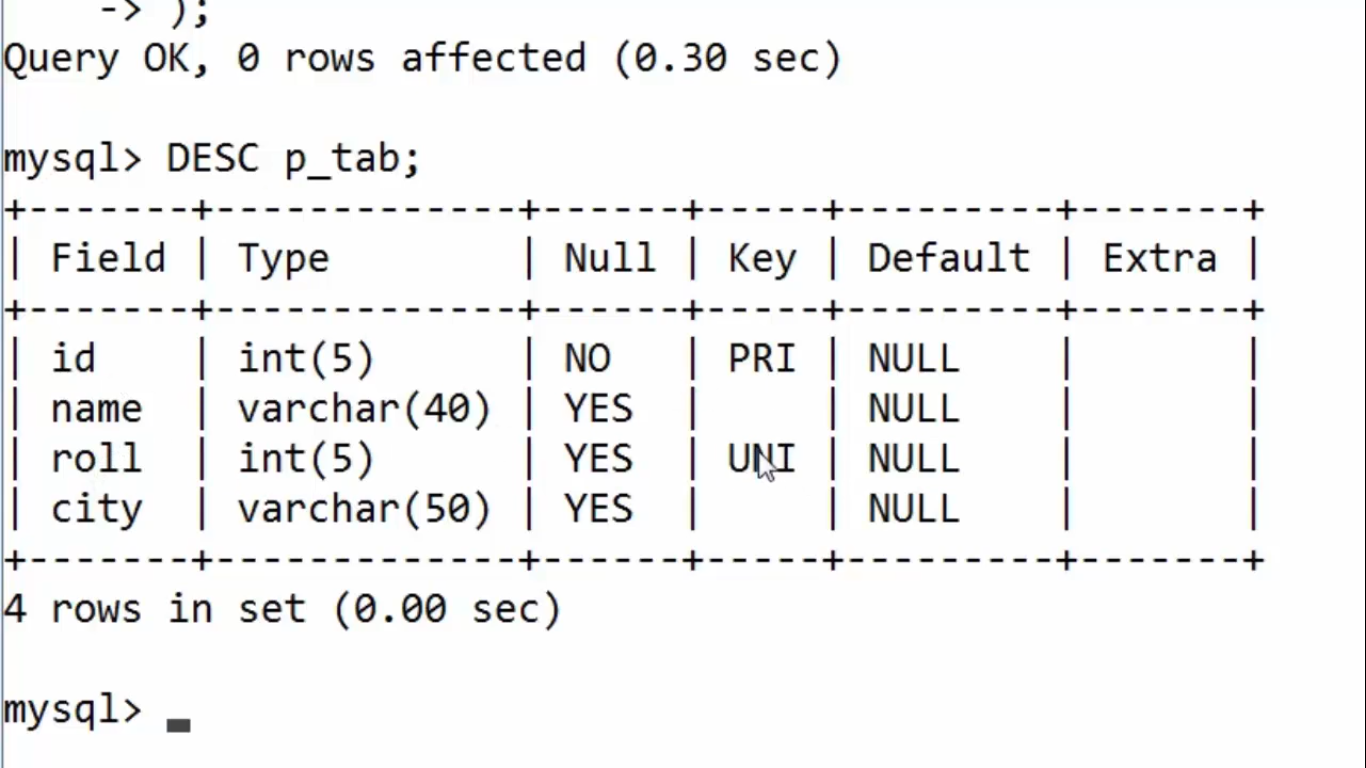 -> );
Query OK, 0 rows affected (0.30 sec)
mysql> DESC p_tab;
+-------+-------------+------+-----+---------+-------+
| Field | Type        | Null | Key | Default | Extra |
+-------+-------------+------+-----+---------+-------+
| id    | int(5)      | NO   | PRI | NULL    |       |
| name  | varchar(40) | YES  |     | NULL    |       |
| roll  | int(5)      | YES  | UNI | NULL    |       |
| city  | varchar(50) | YES  |     | NULL    |       |
+-------+-------------+------+-----+---------+-------+
4 rows in set (0.00 sec)
mysql>